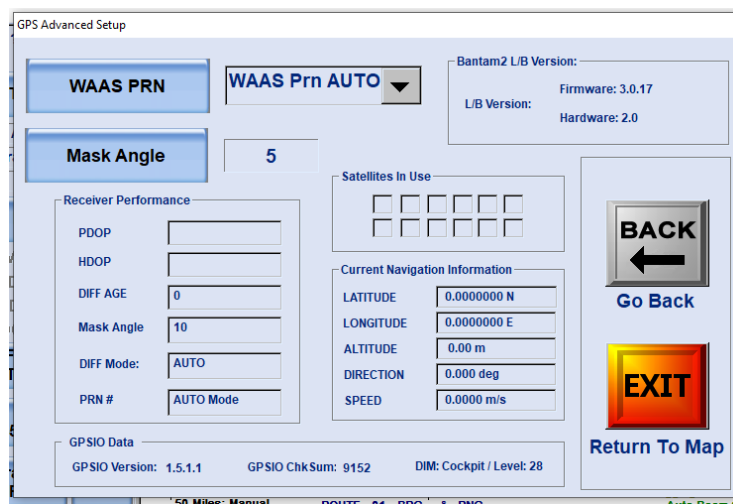 GPS Advanced Setup
WAAS PRN
WAAS Prn AUTO
Bantam2 L/B Version:
L/B Version:
Firmware: 3.0.17
Hardware: 2.0
Mask Angle
5
Receiver Performance
PDOP
HDOP
DIFF AGE 0
Mask Angle 10
DIFF Mode: AUTO
PRN # AUTO Mode
Satellites In Use
Current Navigation Information
LATITUDE 0.0000000 N
LONGITUDE 0.0000000 E
ALTITUDE 0.00 m
DIRECTION 0.000 deg
SPEED 0.0000 m/s
BACK
Go Back
EXIT
Return To Map
GPSIO Data
GPSIO Version: 1.5.1.1 GPSIO ChkSum: 9152 DIM: Cockpit / Level: 28
50 Miles: Manual